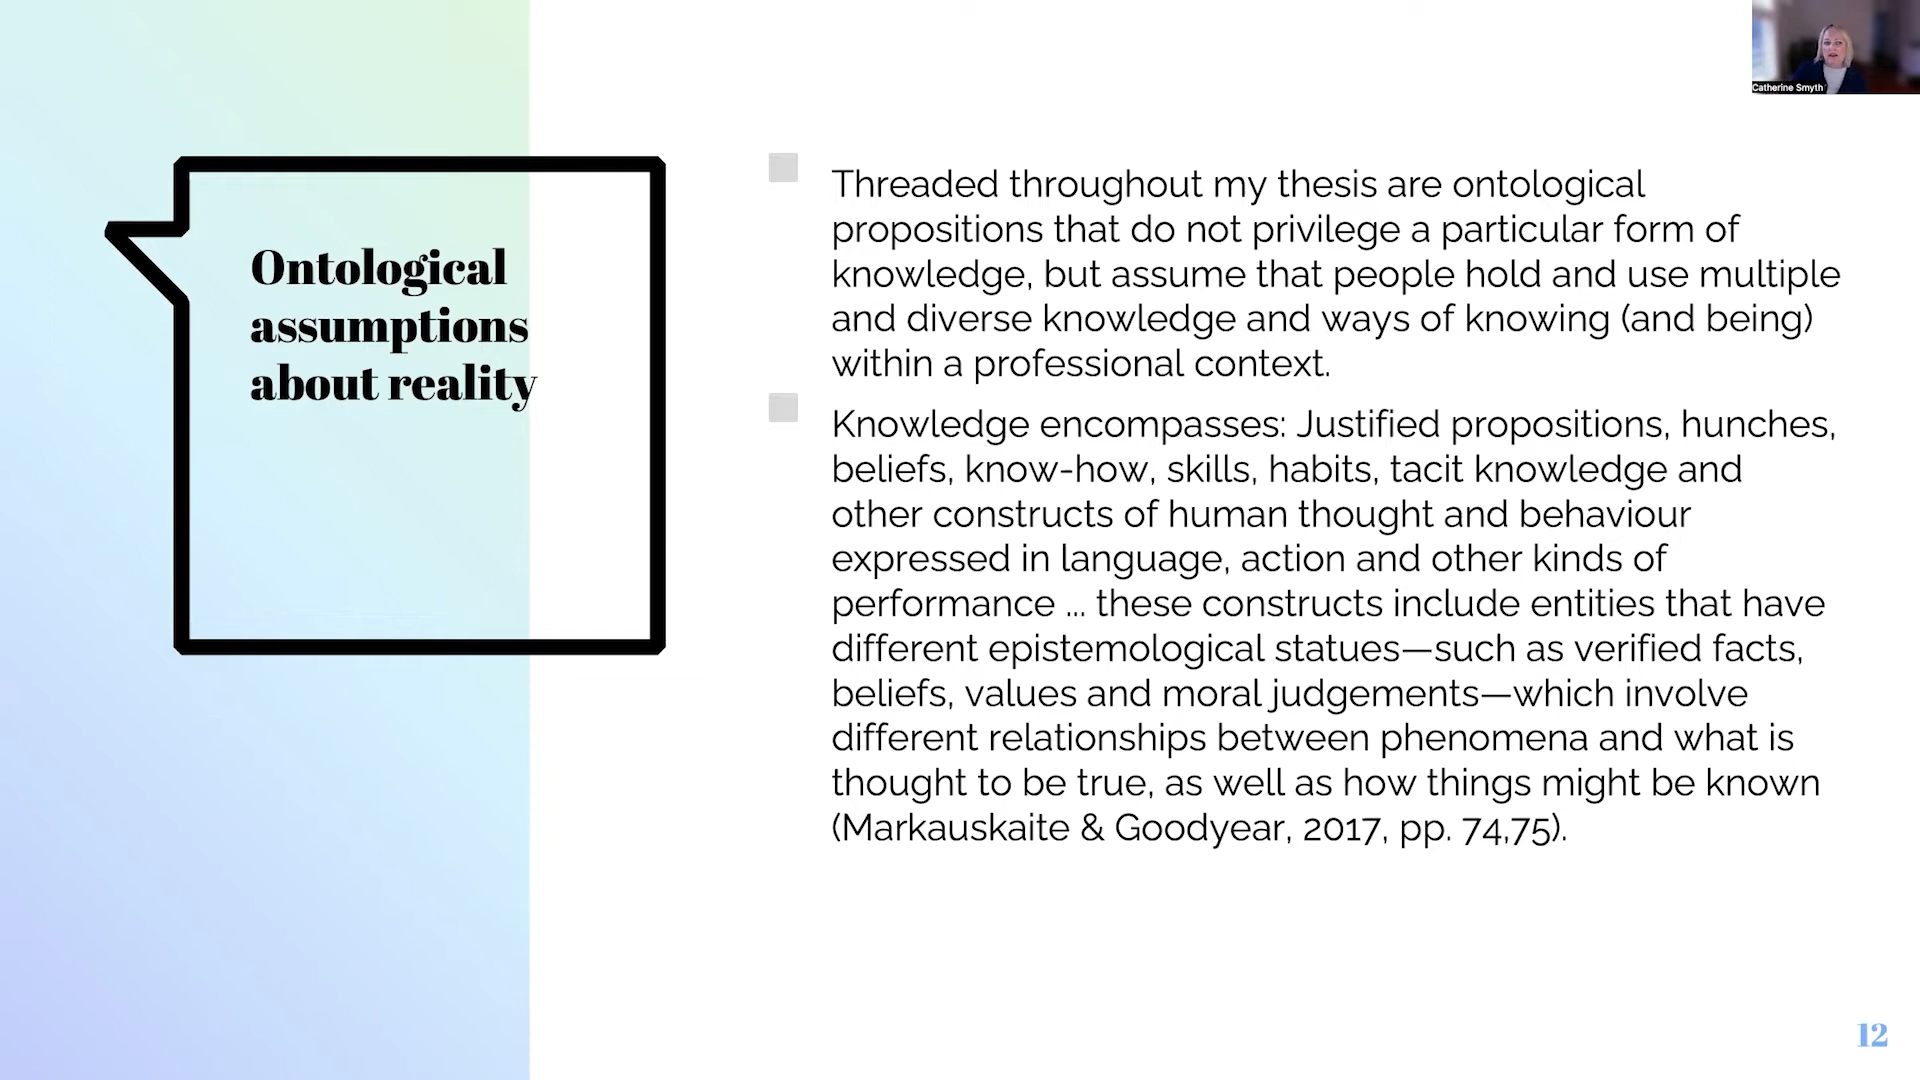 Catherine Smyth
Ontological
assumptions
about reality
Threaded throughout my thesis are ontological
propositions that do not privilege a particular form of
knowledge, but assume that people hold and use multiple
and diverse knowledge and ways of knowing (and being)
within a professional context.
Knowledge encompasses: Justified propositions, hunches,
beliefs, know-how, skills, habits, tacit knowledge and
other constructs of human thought and behaviour
expressed in language, action and other kinds of
performance ... these constructs include entities that have
different epistemological statues—such as verified facts,
beliefs, values and moral judgements—which involve
different relationships between phenomena and what is
thought to be true, as well as how things might be known
(Markauskaite & Goodyear, 2017, pp. 74,75).
12